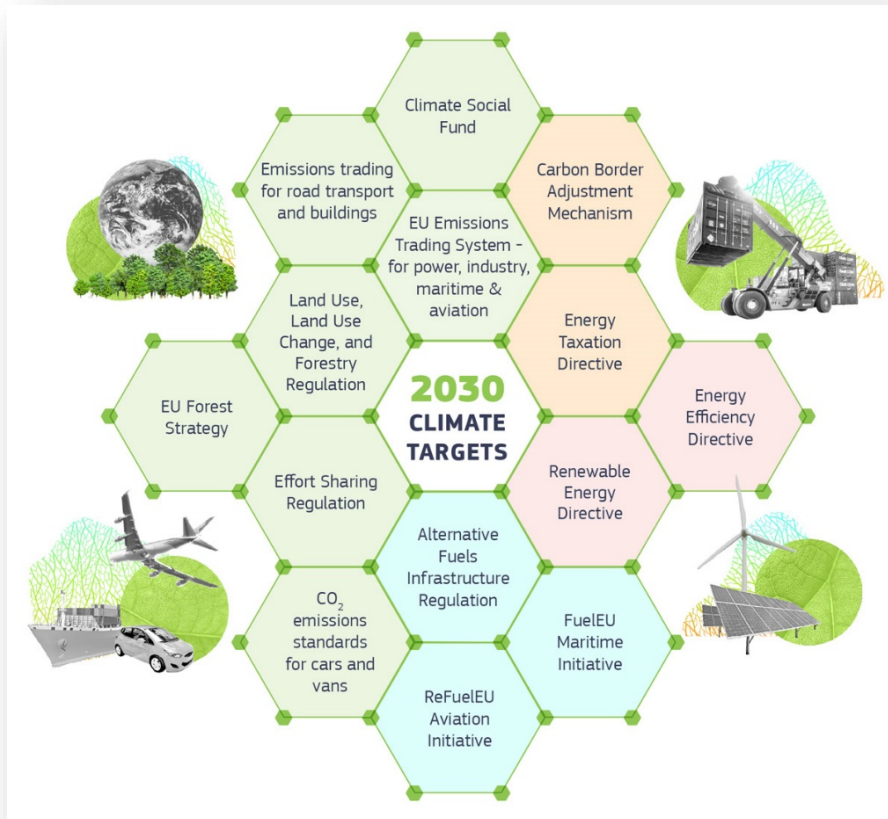 Climate Social
Fund
Emissions trading
for road transport
and buildings
Carbon Border
Adjustment
Mechanism
EU Emissions
Trading System -
for power, industry,
maritime &
aviation
Land Use,
Land Use
Change, and
Forestry
Regulation
Energy
Taxation
Directive
2030
CLIMATE
TARGETS
EU Forest
Strategy
Energy
Efficiency
Directive
Effort Sharing
Regulation
Renewable
Energy
Directive
Alternative
Fuels
Infrastructure
Regulation
CO₂
emissions
standards
for cars and
vans
FuelEU
Maritime
Initiative
ReFuelEU
Aviation
Initiative